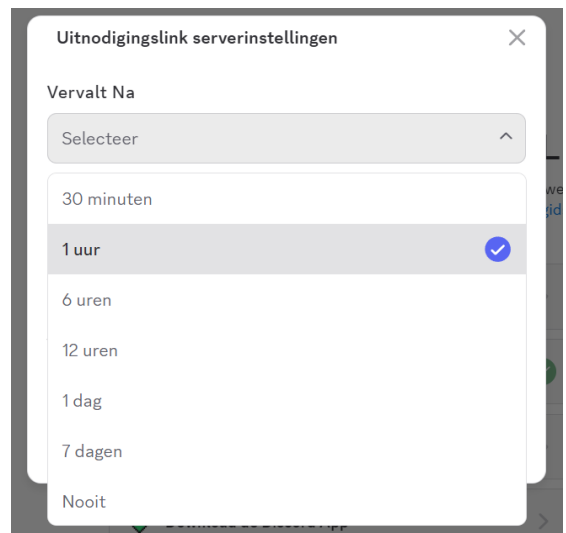 Uitnodigingslink serverinstellingen
Vervalt Na
Selecteer
30 minuten
1 uur
6 uren
12 uren
1 dag
7 dagen
Nooit